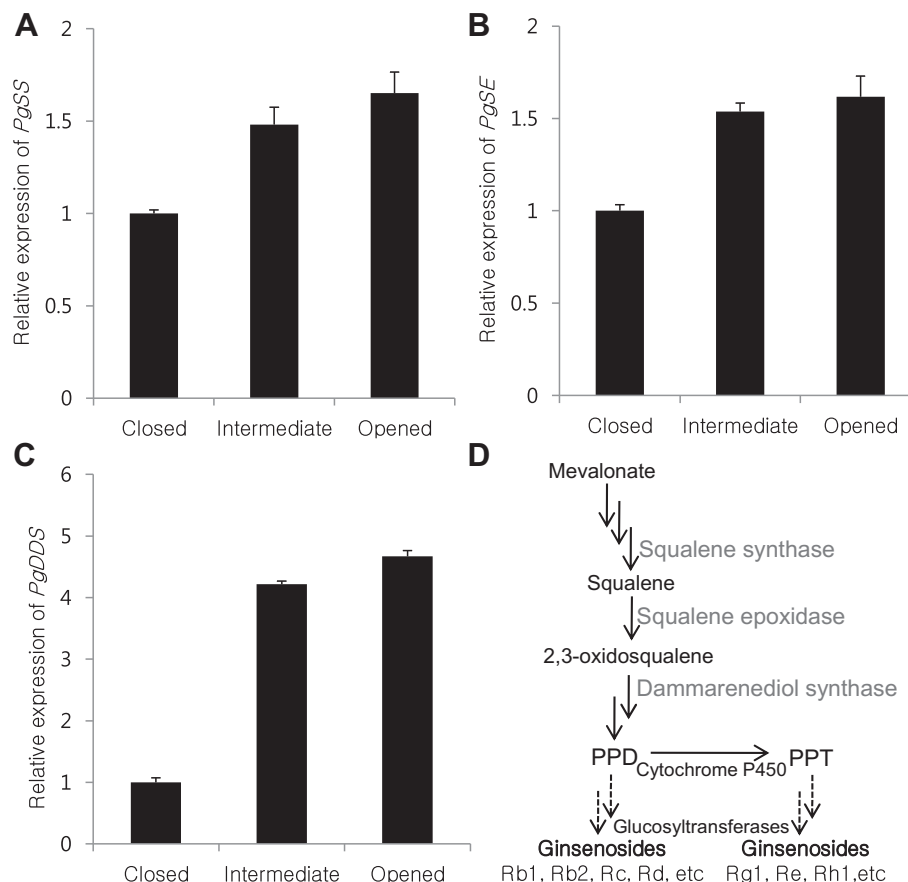 A
2
1.5
1
0.5
0
Relative expression of PgSS
Closed Intermediate Opened
B
2
1.5
1
0.5
0
Relative expression of PgSE
Closed Intermediate Opened
C
6
5
4
3
2
1
0
Relative expression of PgDDS
Closed Intermediate Opened
D
Mevalonate
Squalene synthase
Squalene
Squalene epoxidase
2,3-oxidosqualene
Dammarenediol synthase
PPD PPT
Cytochrome P450
Glucosyltransferases
Ginsenosides Ginsenosides
Rb1, Rb2, Rc, Rd, etc Rg1, Re, Rh1,etc